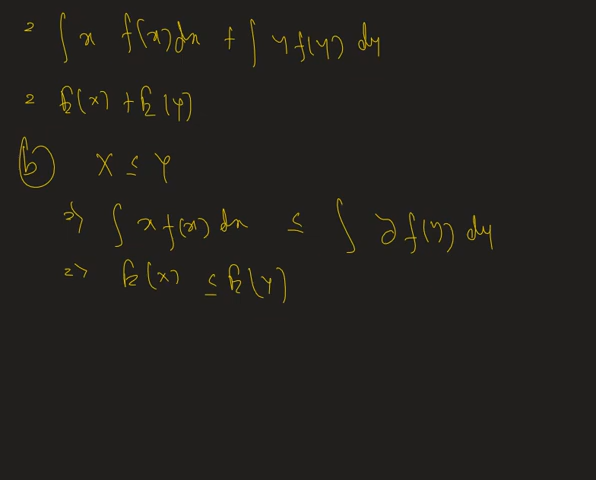 = ∫ x f(x) dx + ∫ y f(y) dy
= E(x) + E(y)
(b) X ≤ Y
=> ∫ x f(x) dx ≤ ∫ y f(y) dy
=> E(x) ≤ E(y)